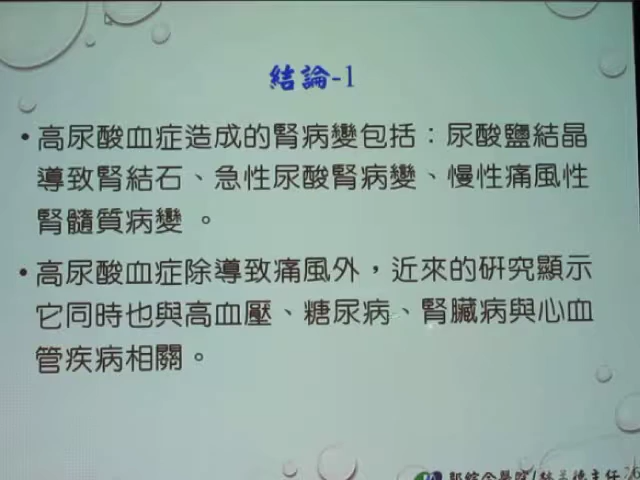 結論-1
•高尿酸血症造成的腎病變包括：尿酸鹽結晶
導致腎結石、急性尿酸腎病變、慢性痛風性
腎髓質病變 。
•高尿酸血症除導致痛風外，近來的研究顯示
它同時也與高血壓、糖尿病、腎臟病與心血
管疾病相關。
主任